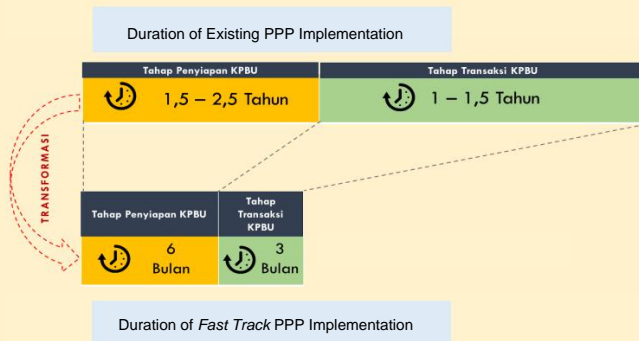 Duration of Existing PPP Implementation
Tahap Penyiapan KPBU
Tahap Transaksi KPBU
1,5 – 2,5 Tahun
1 – 1,5 Tahun
TRANSFORMASI
Tahap Penyiapan KPBU
Tahap
Transaksi
KPBU
6
Bulan
3
Bulan
Duration of Fast Track PPP Implementation